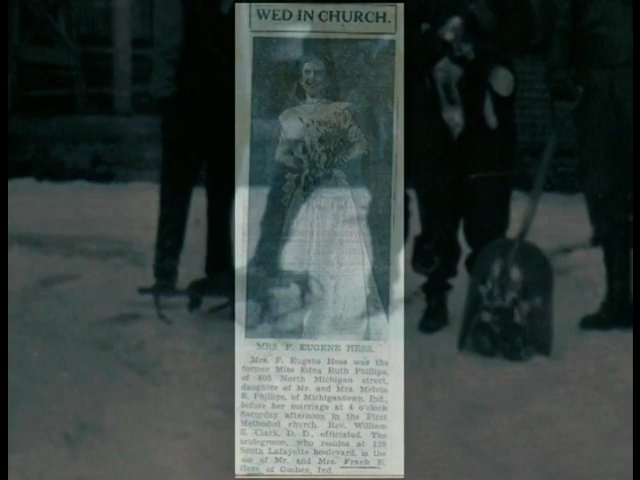 WED IN CHURCH.
MRS. F. EUGENE HESS.
Mrs. F. Eugene Hess was the
former Miss Edna Ruth Phillips,
of 805 North Michigan street,
daughter of Mr. and Mrs. Melvin
E. Phillips, of Michigantown, Ind.,
before her marriage at 4 o'clock
Saturday afternoon in the First
Methodist church. Rev. William
E. Clark, D. D., officiated. The
bridegroom, who resides at 129
South Lafayette boulevard, is the
son of Mr. and Mrs. Frank E.
Hess, of Goshen, Ind.